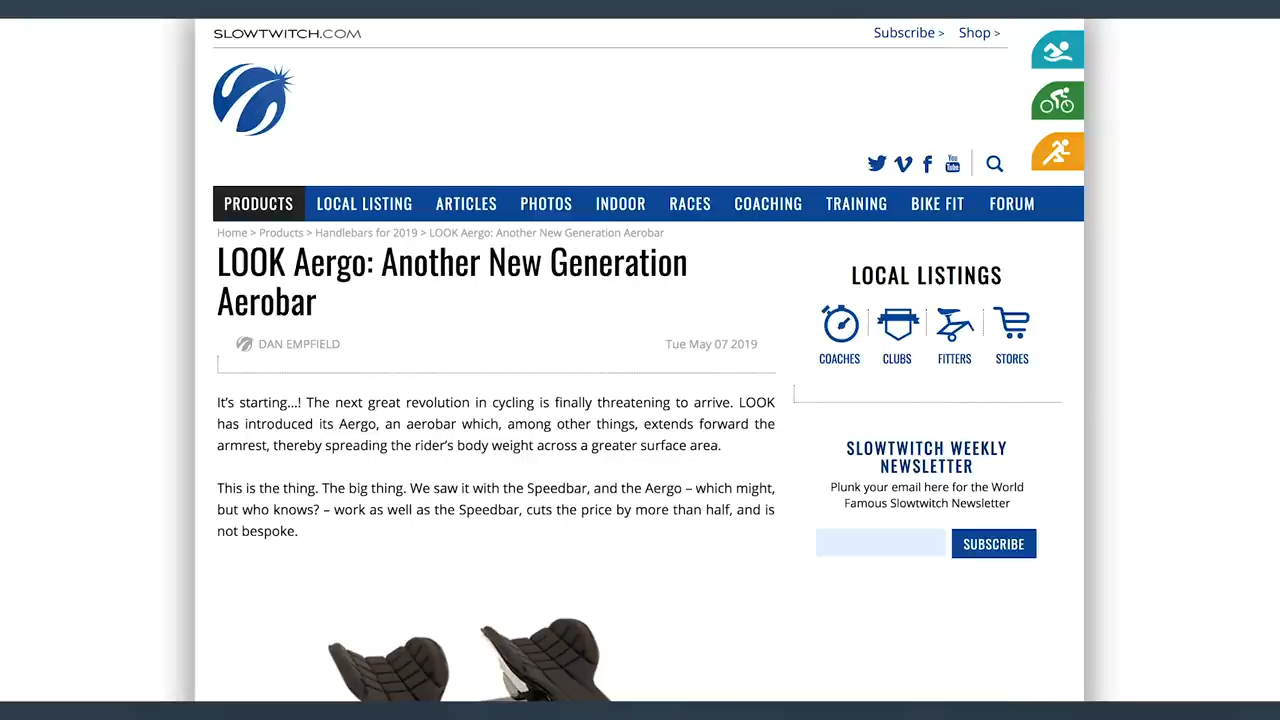 SLOWTWITCH.COM
Subscribe >
Shop >
You
Tube
PRODUCTS
LOCAL LISTING
ARTICLES
PHOTOS
INDOOR
RACES
COACHING
TRAINING
BIKE FIT
FORUM
Home > Products > Handlebars for 2019 > LOOK Aergo: Another New Generation Aerobar
LOOK Aergo: Another New Generation
Aerobar
DAN EMPFIELD
Tue May 07 2019
It's starting...! The next great revolution in cycling is finally threatening to arrive. LOOK
has introduced its Aergo, an aerobar which, among other things, extends forward the
armrest, thereby spreading the rider's body weight across a greater surface area.
This is the thing. The big thing. We saw it with the Speedbar, and the Aergo – which might,
but who knows? – work as well as the Speedbar, cuts the price by more than half, and is
not bespoke.
LOCAL LISTINGS
COACHES
CLUBS
FITTERS
STORES
SLOWTWITCH WEEKLY
NEWSLETTER
Plunk your email here for the World
Famous Slowtwitch Newsletter
SUBSCRIBE